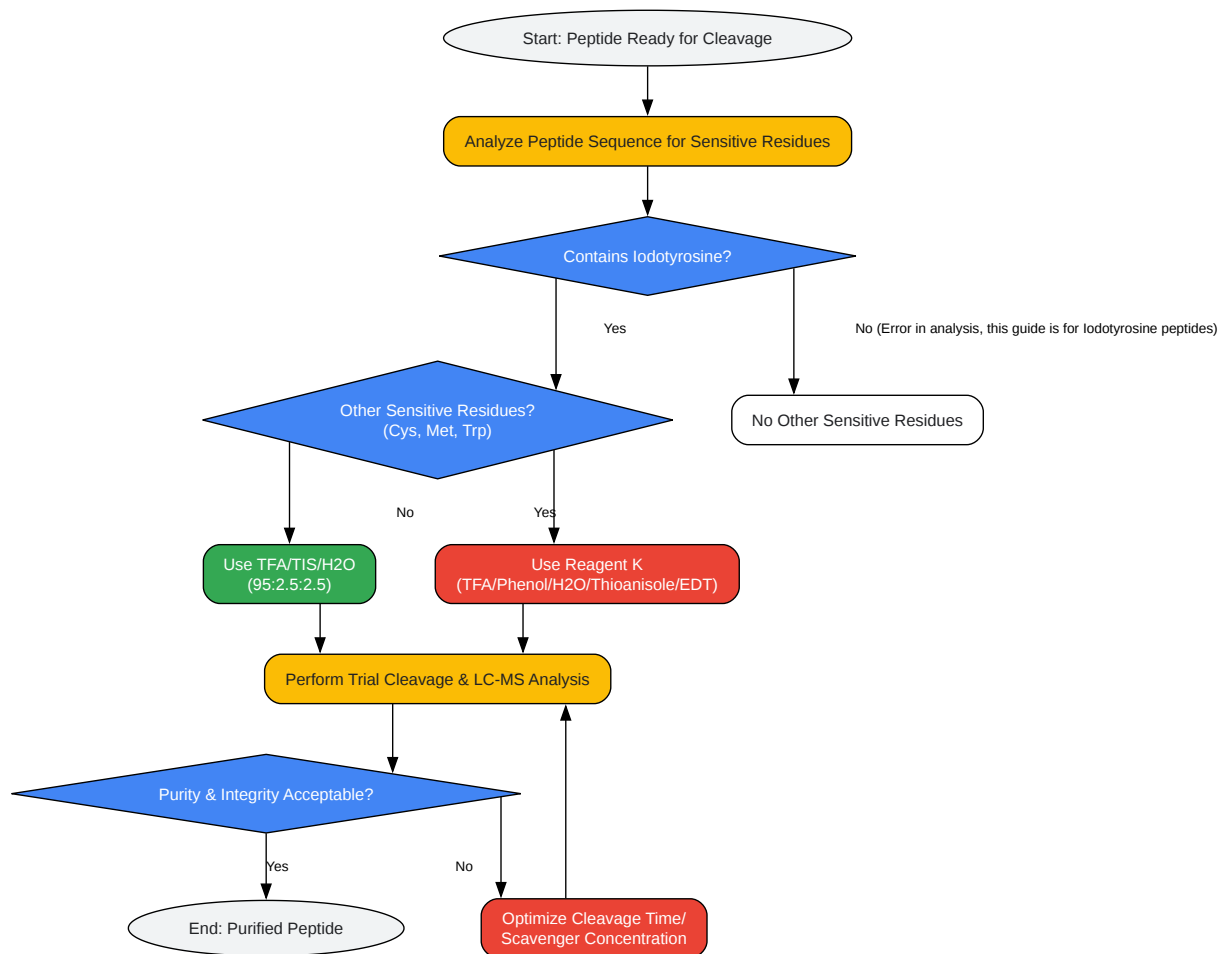 Start: Peptide Ready for Cleavage
Analyze Peptide Sequence for Sensitive Residues
Contains Iodotyrosine?
Yes
No (Error in analysis, this guide is for Iodotyrosine peptides)
Other Sensitive Residues?
(Cys, Met, Trp)
No Other Sensitive Residues
No
Yes
Use TFA/TIS/H2O
(95:2.5:2.5)
Use Reagent K
(TFA/Phenol/H2O/Thioanisole/EDT)
Perform Trial Cleavage & LC-MS Analysis
Purity & Integrity Acceptable?
Yes
No
End: Purified Peptide
Optimize Cleavage Time/
Scavenger Concentration